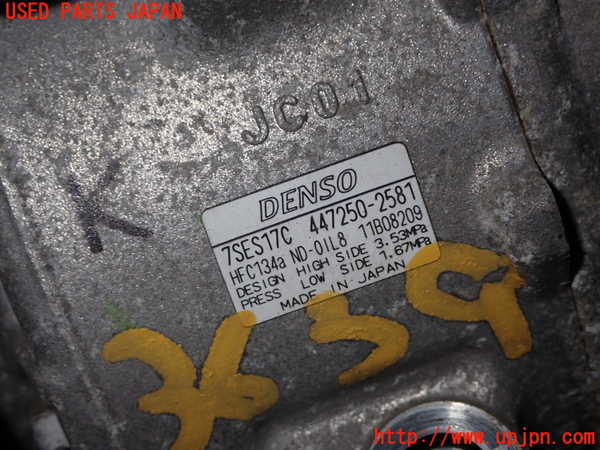 USED PARTS JAPAN
JC01
K
DENSO
7SES17C 447250-2581
HFC134a ND-OIL8 11B08209
DESIGN HIGH SIDE 3.53MPa
PRESS LOW SIDE 1.67MPa
MADE IN JAPAN
7639
http://www.upjpn.com/